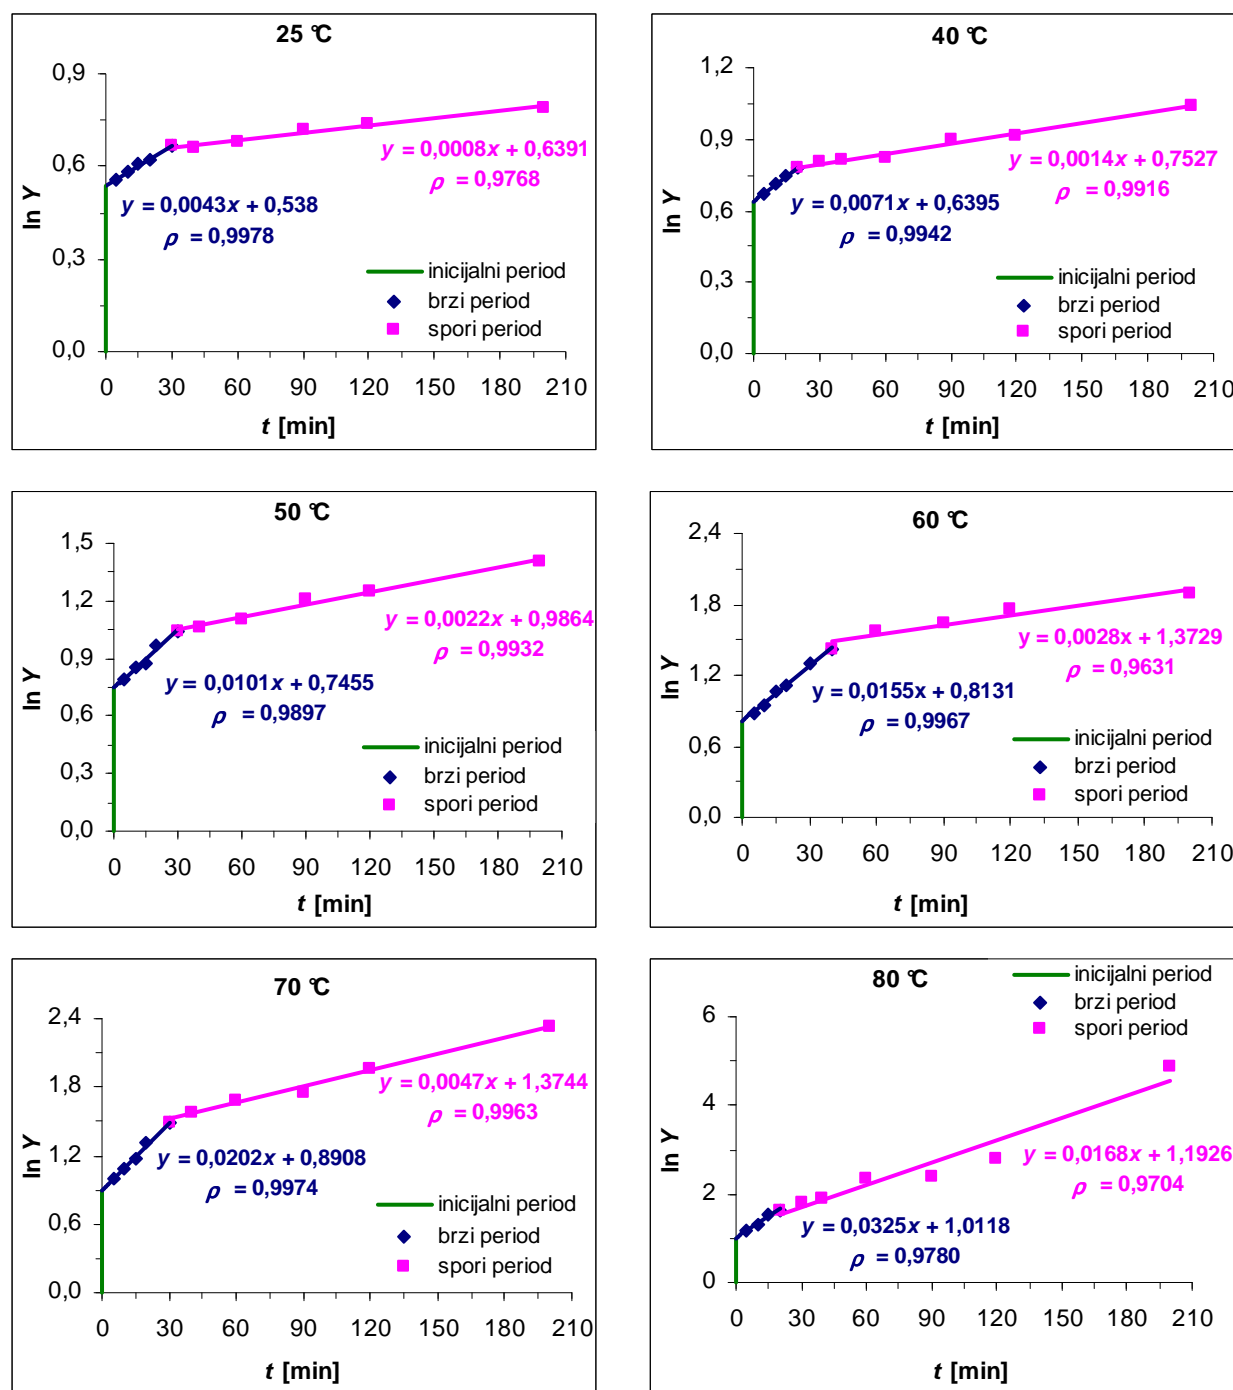 25 °C
0,9
0,6
0,3
0,0
ln Y
y = 0,0008x + 0,6391
ρ = 0,9768
y = 0,0043x + 0,538
ρ = 0,9978
inicijalni period
brzi period
spori period
0 30 60 90 120 150 180 210
t [min]
40 °C
1,2
0,9
0,6
0,3
0,0
ln Y
y = 0,0014x + 0,7527
ρ = 0,9916
y = 0,0071x + 0,6395
ρ = 0,9942
inicijalni period
brzi period
spori period
0 30 60 90 120 150 180 210
t [min]
50 °C
1,5
1,2
0,9
0,6
0,3
0,0
ln Y
y = 0,0022x + 0,9864
ρ = 0,9932
y = 0,0101x + 0,7455
ρ = 0,9897
inicijalni period
brzi period
spori period
0 30 60 90 120 150 180 210
t [min]
60 °C
2,4
1,8
1,2
0,6
0,0
ln Y
y = 0,0028x + 1,3729
ρ = 0,9631
y = 0,0155x + 0,8131
ρ = 0,9967
inicijalni period
brzi period
spori period
0 30 60 90 120 150 180 210
t [min]
70 °C
2,4
1,8
1,2
0,6
0,0
ln Y
y = 0,0047x + 1,3744
ρ = 0,9963
y = 0,0202x + 0,8908
ρ = 0,9974
inicijalni period
brzi period
spori period
0 30 60 90 120 150 180 210
t [min]
80 °C
inicijalni period
brzi period
spori period
6
4
2
0
ln Y
y = 0,0168x + 1,1926
ρ = 0,9704
y = 0,0325x + 1,0118
ρ = 0,9780
0 30 60 90 120 150 180 210
t [min]